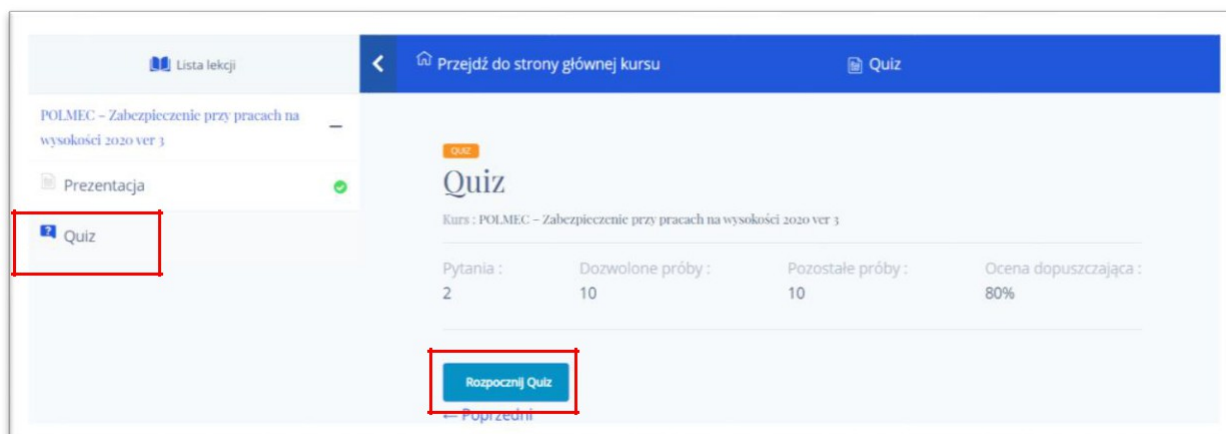 Lista lekcji
Przejdź do strony głównej kursu
Quiz
POLMEC – Zabezpieczenie przy pracach na
wysokości 2020 ver 3
Prezentacja
Quiz
QUIZ
Quiz
Kurs : POLMEC – Zabezpieczenie przy pracach na wysokości 2020 ver 3
Pytania : Dozwolone próby : Pozostałe próby : Ocena dopuszczająca :
2 10 10 80%
Rozpocznij Quiz
← Poprzedni